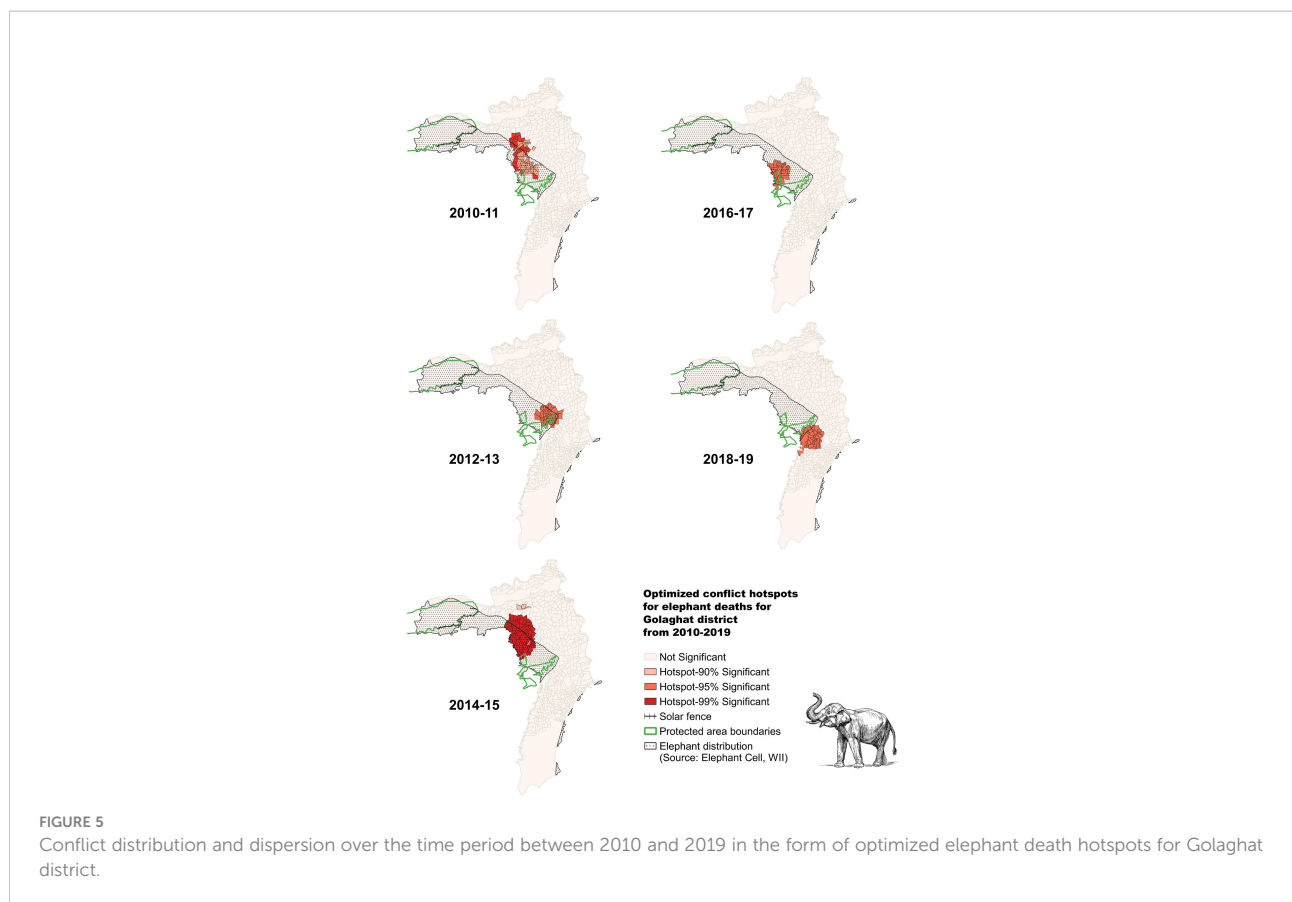 2010-11
2016-17
2012-13
2018-19
2014-15
Optimized conflict hotspots
for elephant deaths for
Golaghat district
from 2010-2019
Not Significant
Hotspot-90% Significant
Hotspot-95% Significant
Hotspot-99% Significant
Solar fence
Protected area boundaries
Elephant distribution
(Source: Elephant Cell, WII)
FIGURE 5
Conflict distribution and dispersion over the time period between 2010 and 2019 in the form of optimized elephant death hotspots for Golaghat
district.